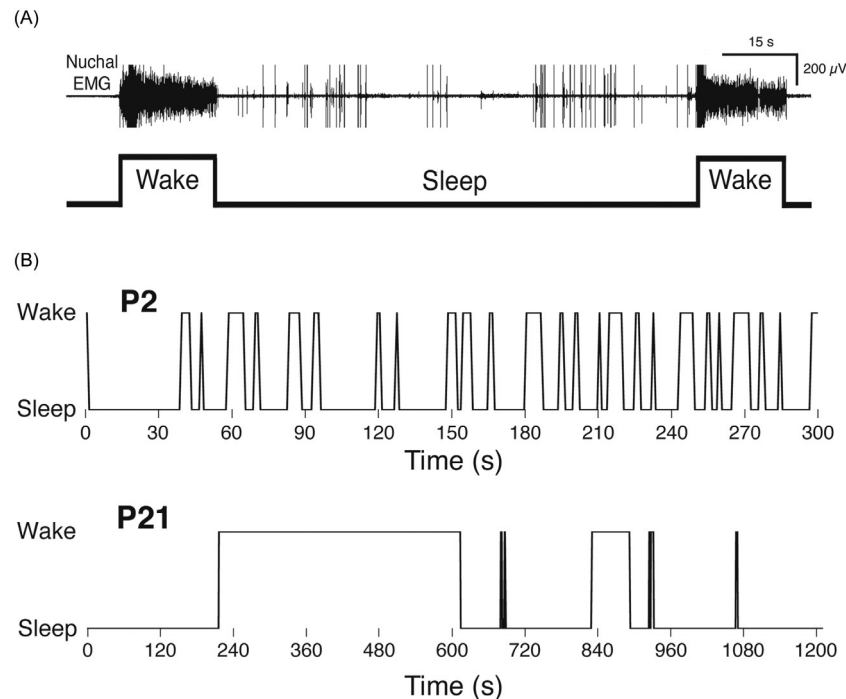 (A)
Nuchal
EMG
15 s
200 µV
Wake
Sleep
Wake
(B)
P2
Wake
Sleep
0 30 60 90 120 150 180 210 240 270 300
Time (s)
P21
Wake
Sleep
0 120 240 360 480 600 720 840 960 1080 1200
Time (s)